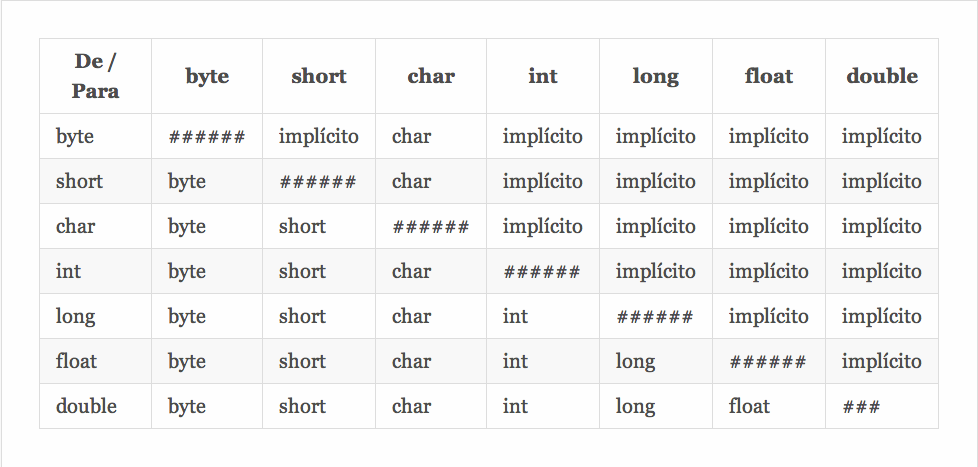 De / Para byte short char int long float double
byte ###### implícito char implícito implícito implícito implícito
short byte ###### char implícito implícito implícito implícito
char byte short ###### implícito implícito implícito implícito
int byte short char ###### implícito implícito implícito
long byte short char int ###### implícito implícito
float byte short char int long ###### implícito
double byte short char int long float ###